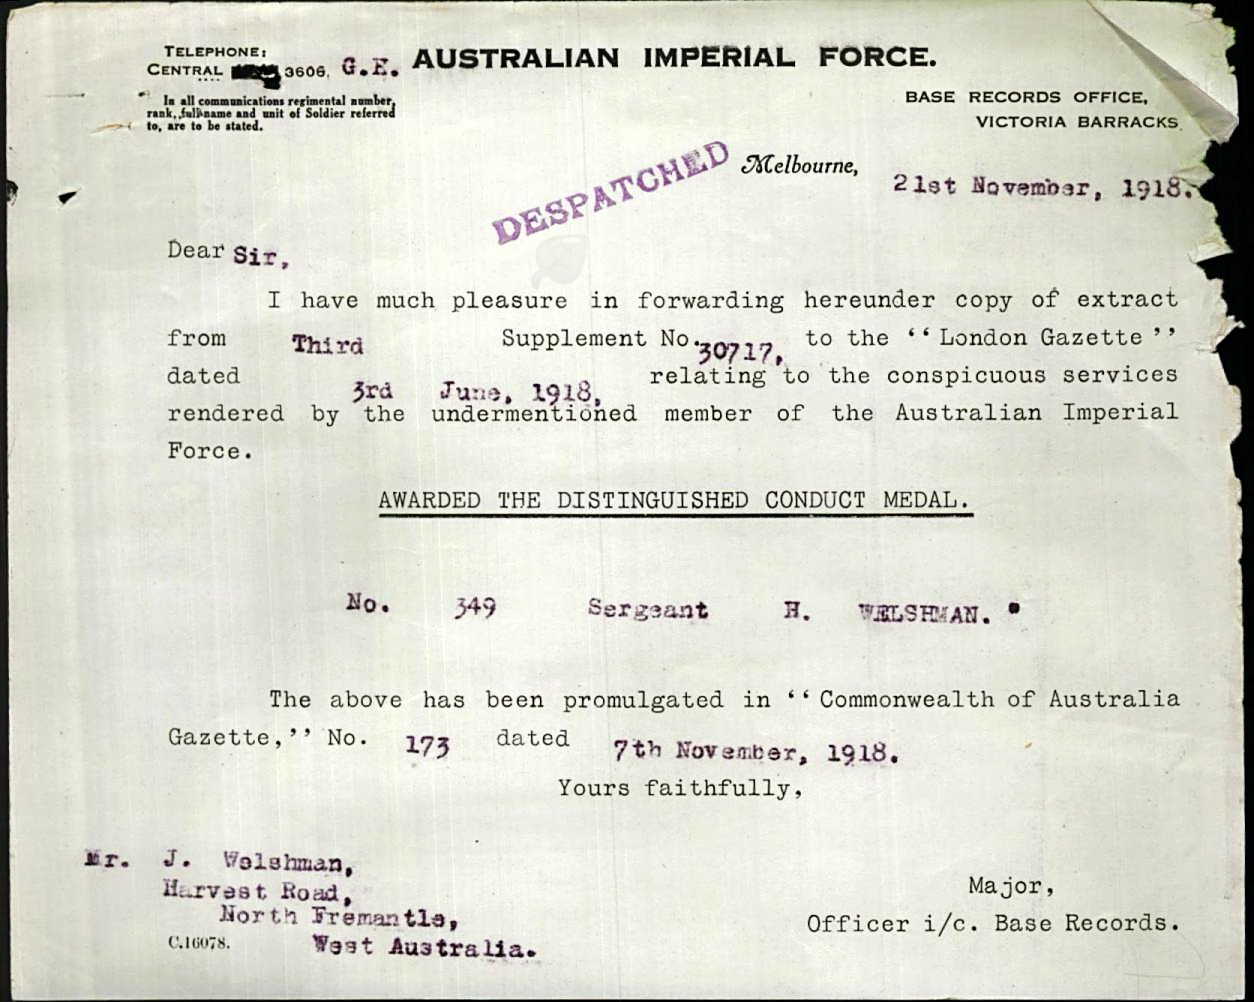 TELEPHONE:
CENTRAL 3606. G.E. AUSTRALIAN IMPERIAL FORCE.
In all communications regimental number,
rank, full name and unit of Soldier referred
to, are to be stated.
BASE RECORDS OFFICE,
VICTORIA BARRACKS
DESPATCHED
Melbourne,
21st November, 1918.
Dear Sir,
I have much pleasure in forwarding hereunder copy of extract
from Third Supplement No. 30717, to the ‘‘ London Gazette ’’
dated 3rd June, 1918, relating to the conspicuous services
rendered by the undermentioned member of the Australian Imperial
Force.
AWARDED THE DISTINGUISHED CONDUCT MEDAL.
No. 349 Sergeant H. WELSHMAN.
The above has been promulgated in ‘‘ Commonwealth of Australia
Gazette,’’ No. 173 dated 7th November, 1918.
Yours faithfully,
Mr. J. Welshman,
Harvest Road,
North Fremantle,
West Australia.
C.16078.
Major,
Officer i/c. Base Records.